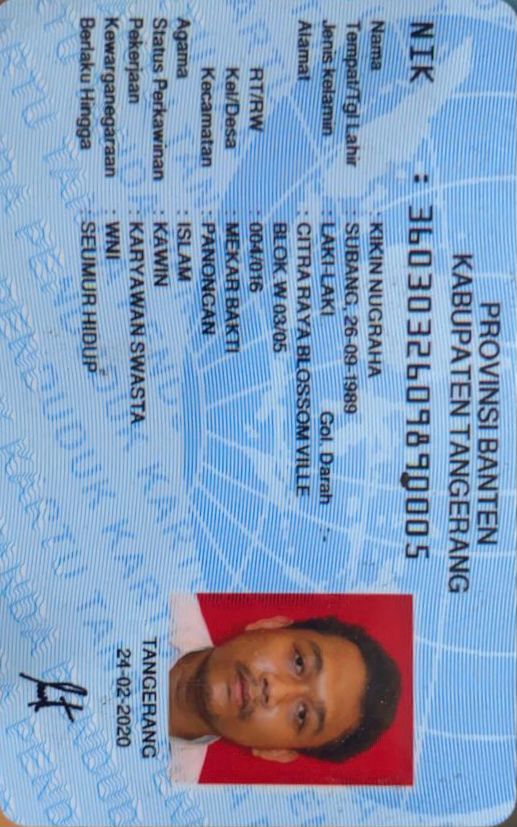 PROVINSI BANTEN
KABUPATEN TANGERANG
NIK : 3603032609890005
Nama : KIKIN NUGRAHA
Tempat/Tgl Lahir : SUBANG, 26-09-1989
Jenis kelamin : LAKI-LAKI Gol. Darah : -
Alamat : CITRA RAYA BLOSSOM VILLE
BLOK. W 03/05
RT/RW : 004/016
Kel/Desa : MEKAR BAKTI
Kecamatan : PANONGAN
Agama : ISLAM
Status Perkawinan : KAWIN
Pekerjaan : KARYAWAN SWASTA
Kewarganegaraan : WNI
Berlaku Hingga : SEUMUR HIDUP
TANGERANG
24-02-2020